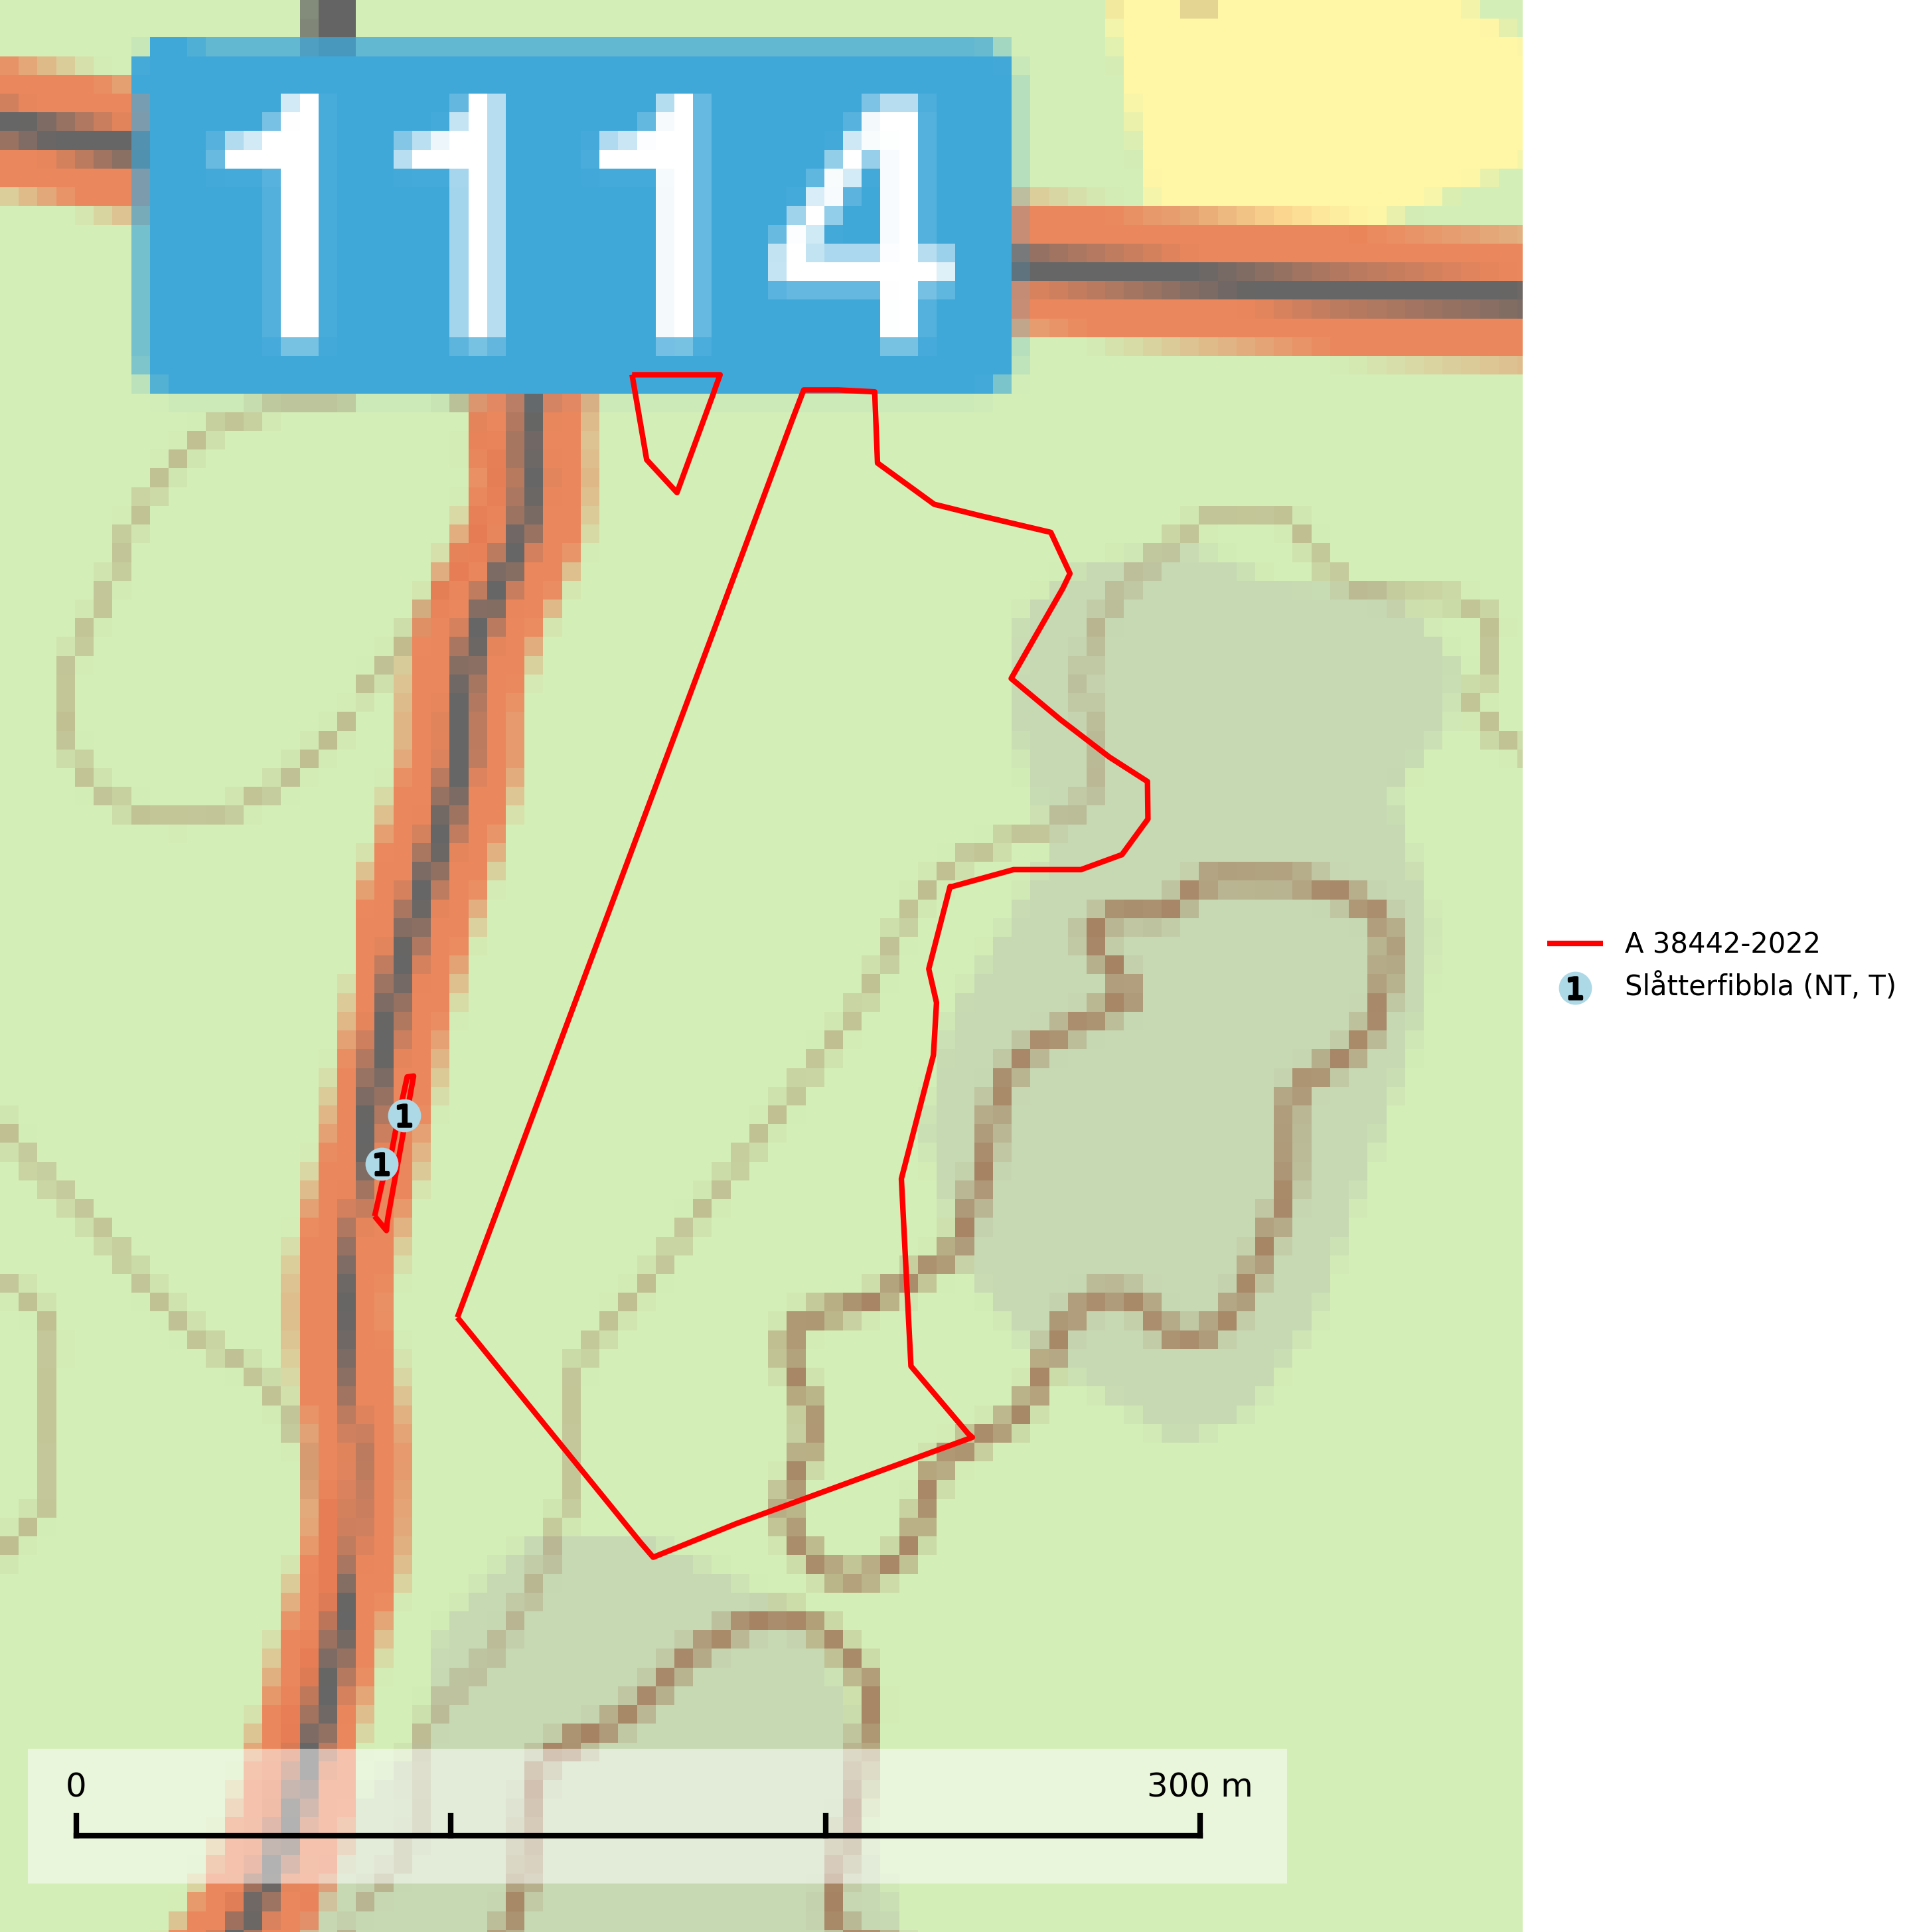 1114
A 38442-2022
1 Slåtterfibbla (NT, T)
1
1
0 300 m